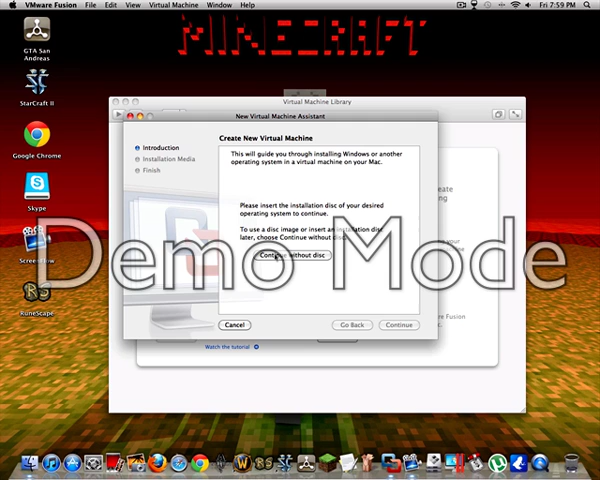 VMware Fusion File Edit View Virtual Machine Window Help
Fri 7:59 PM
MINECRAFT
GTA San
Andreas
StarCraft II
Google Chrome
Skype
ScreenFlow
RuneScape
Virtual Machine Library
New Virtual Machine Assistant
Introduction
Installation Media
Finish
Create New Virtual Machine
This will guide you through installing Windows or another
operating system in a virtual machine on your Mac.
Please insert the installation disc of your desired
operating system to continue.
To use a disc image or insert an installation disc
later, choose Continue without disc.
Continue without disc
Cancel
Go Back
Continue
Watch the tutorial
Demo Mode